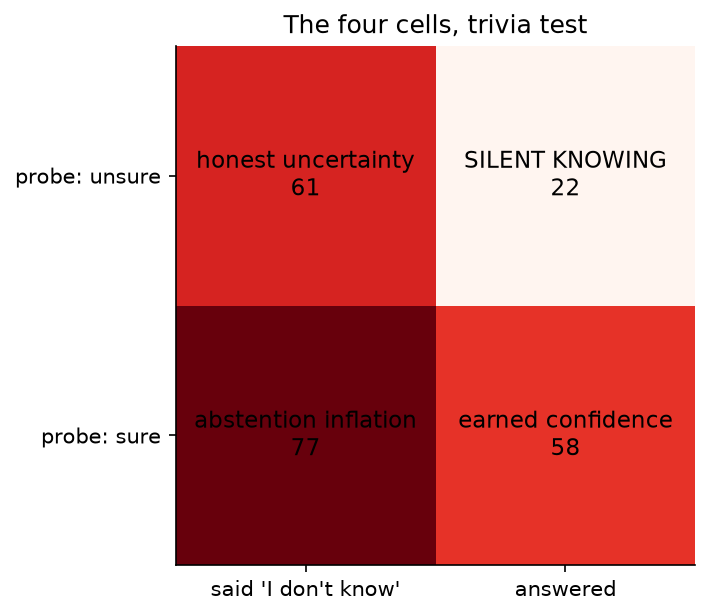 The four cells, trivia test
probe: unsure
honest uncertainty
61
SILENT KNOWING
22
probe: sure
abstention inflation
77
earned confidence
58
said 'I don't know'
answered